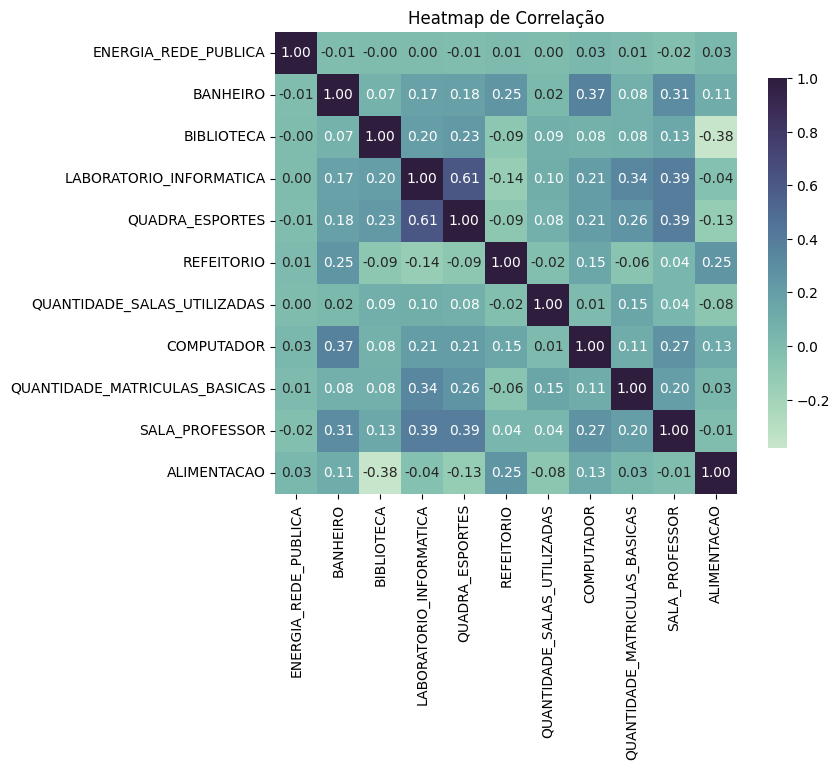 Heatmap de Correlação
ENERGIA_REDE_PUBLICA 1.00 -0.01 -0.00 0.00 -0.01 0.01 0.00 0.03 0.01 -0.02 0.03
BANHEIRO -0.01 1.00 0.07 0.17 0.18 0.25 0.02 0.37 0.08 0.31 0.11
BIBLIOTECA -0.00 0.07 1.00 0.20 0.23 -0.09 0.09 0.08 0.08 0.13 -0.38
LABORATORIO_INFORMATICA 0.00 0.17 0.20 1.00 0.61 -0.14 0.10 0.21 0.34 0.39 -0.04
QUADRA_ESPORTES -0.01 0.18 0.23 0.61 1.00 -0.09 0.08 0.21 0.26 0.39 -0.13
REFEITORIO 0.01 0.25 -0.09 -0.14 -0.09 1.00 -0.02 0.15 -0.06 0.04 0.25
QUANTIDADE_SALAS_UTILIZADAS 0.00 0.02 0.09 0.10 0.08 -0.02 1.00 0.01 0.15 0.04 -0.08
COMPUTADOR 0.03 0.37 0.08 0.21 0.21 0.15 0.01 1.00 0.11 0.27 0.13
QUANTIDADE_MATRICULAS_BASICAS 0.01 0.08 0.08 0.34 0.26 -0.06 0.15 0.11 1.00 0.20 0.03
SALA_PROFESSOR -0.02 0.31 0.13 0.39 0.39 0.04 0.04 0.27 0.20 1.00 -0.01
ALIMENTACAO 0.03 0.11 -0.38 -0.04 -0.13 0.25 -0.08 0.13 0.03 -0.01 1.00
ENERGIA_REDE_PUBLICA
BANHEIRO
BIBLIOTECA
LABORATORIO_INFORMATICA
QUADRA_ESPORTES
REFEITORIO
QUANTIDADE_SALAS_UTILIZADAS
COMPUTADOR
QUANTIDADE_MATRICULAS_BASICAS
SALA_PROFESSOR
ALIMENTACAO
1.0
0.8
0.6
0.4
0.2
0.0
−0.2